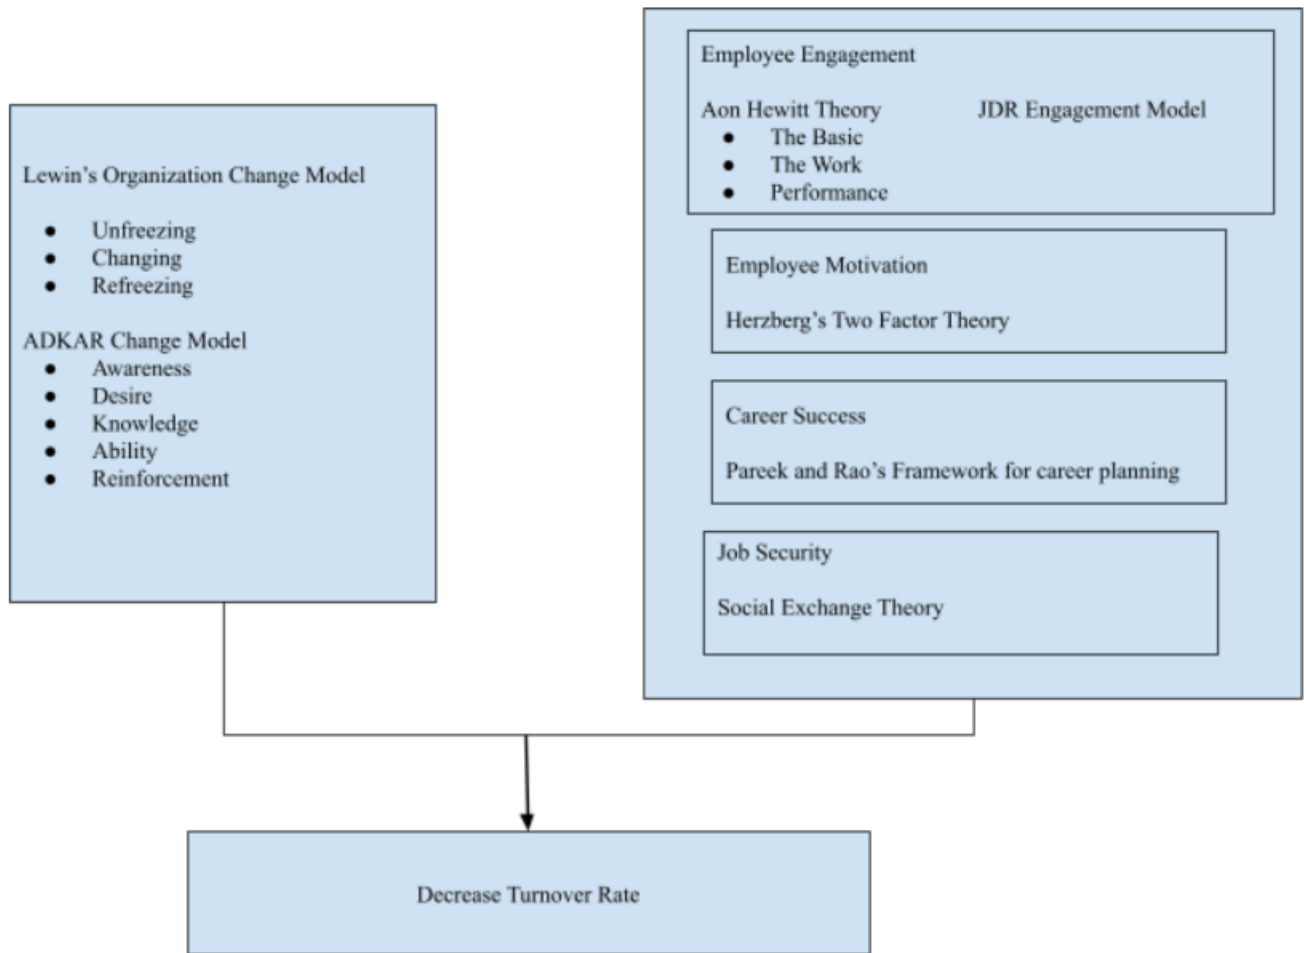 Lewin’s Organization Change Model
● Unfreezing
● Changing
● Refreezing
ADKAR Change Model
● Awareness
● Desire
● Knowledge
● Ability
● Reinforcement
Employee Engagement
Aon Hewitt Theory JDR Engagement Model
● The Basic
● The Work
● Performance
Employee Motivation
Herzberg’s Two Factor Theory
Career Success
Pareek and Rao’s Framework for career planning
Job Security
Social Exchange Theory
Decrease Turnover Rate